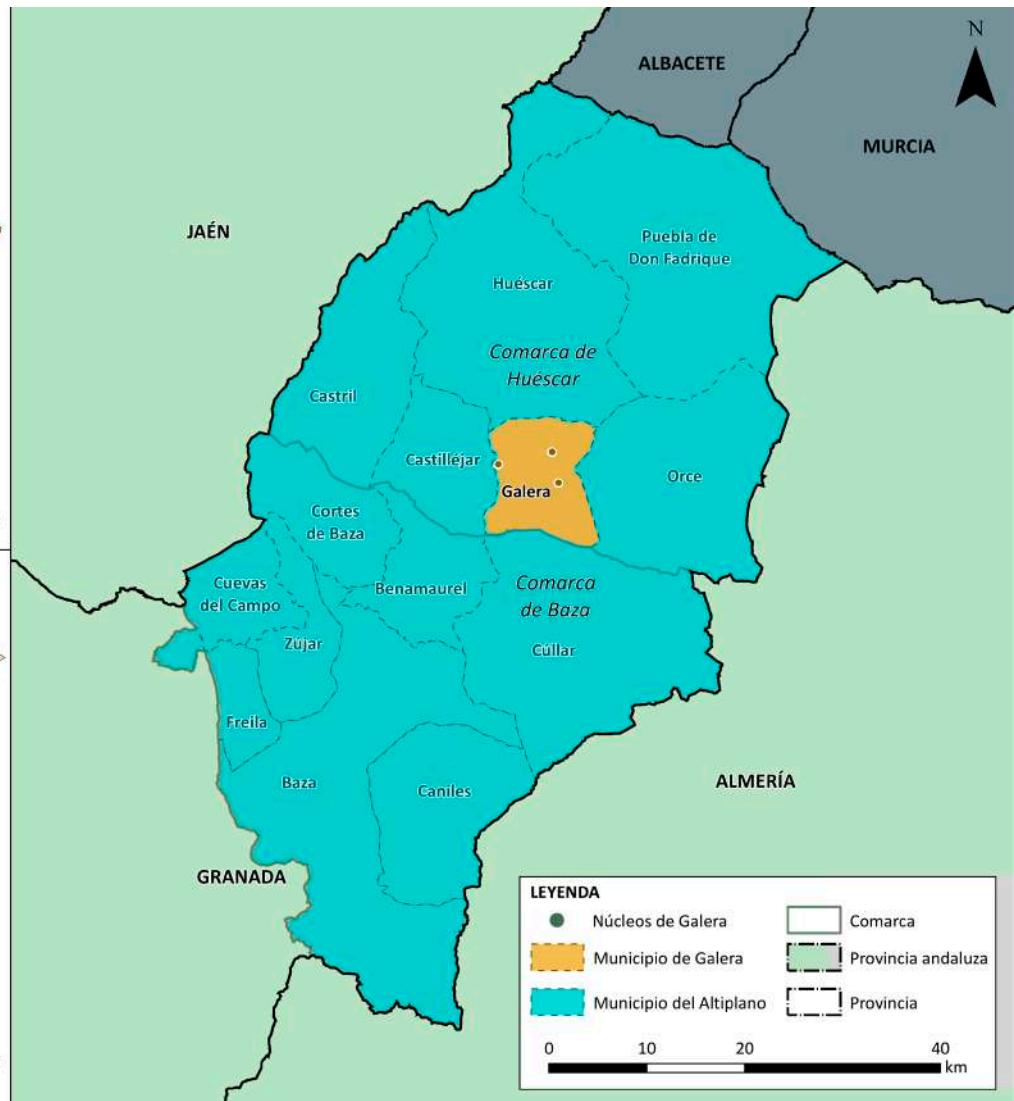 N
ALBACETE
MURCIA
JAÉN
Puebla de
Don Fadrique
Huéscar
Comarca de
Huéscar
Castril
Castilléjar
Galera
Orce
Cortes
de Baza
Cuevas
del Campo
Benamaurel
Comarca
de Baza
Zújar
Cúllar
Freila
Baza
Caniles
ALMERÍA
GRANADA
LEYENDA
Núcleos de Galera
Comarca
Municipio de Galera
Provincia andaluza
Municipio del Altiplano
Provincia
0 10 20 40
km